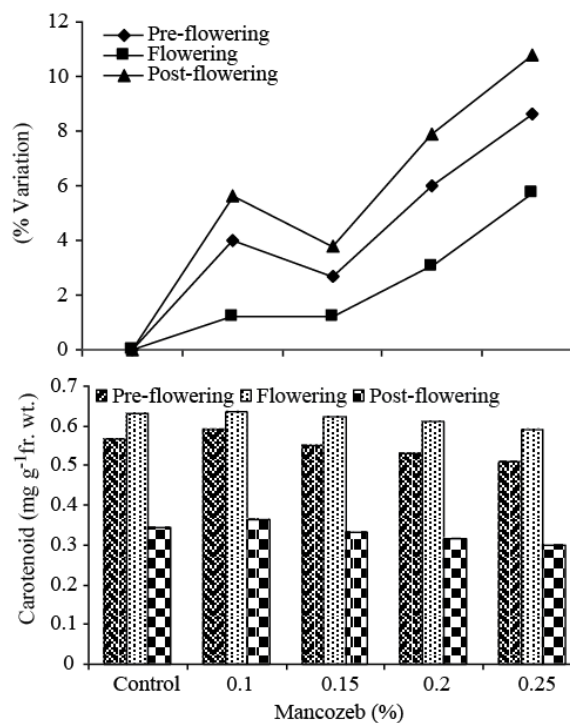 12
10
8
6
4
2
0
(% Variation)
Pre-flowering
Flowering
Post-flowering
0.7
0.6
0.5
0.4
0.3
0.2
0.1
0
Carotenoid (mg g⁻¹fr. wt.)
Pre-flowering Flowering Post-flowering
Control 0.1 0.15 0.2 0.25
Mancozeb (%)